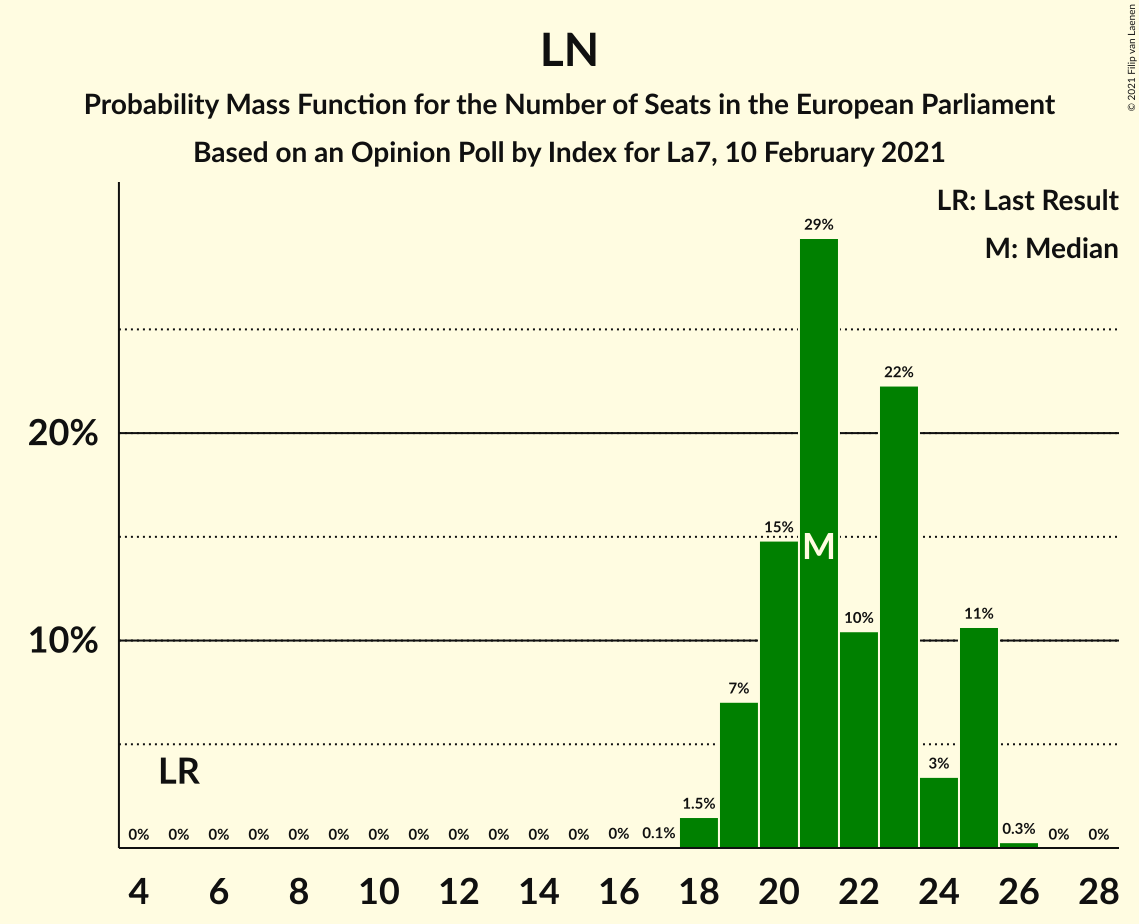 LN
Probability Mass Function for the Number of Seats in the European Parliament
Based on an Opinion Poll by Index for La7, 10 February 2021
© 2021 Filip van Laenen
LR: Last Result
M: Median
20%
10%
LR
M
0% 0% 0% 0% 0% 0% 0% 0% 0% 0% 0% 0% 0% 0.1% 1.5% 7% 15% 29% 10% 22% 3% 11% 0.3% 0% 0%
4 6 8 10 12 14 16 18 20 22 24 26 28